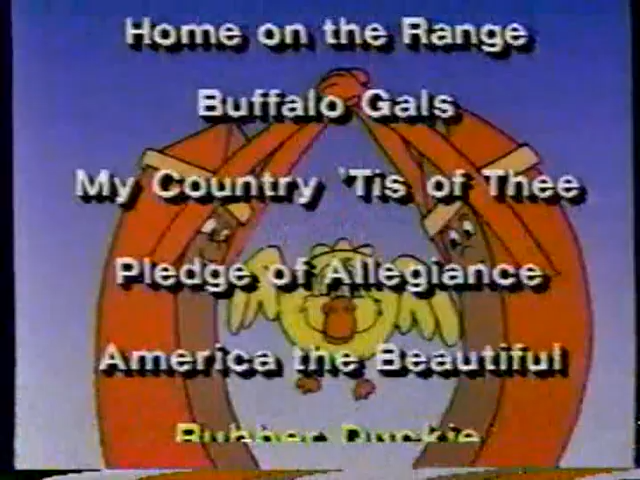 Home on the Range
Buffalo Gals
My Country 'Tis of Thee
Pledge of Allegiance
America the Beautiful
Rubber Duckie